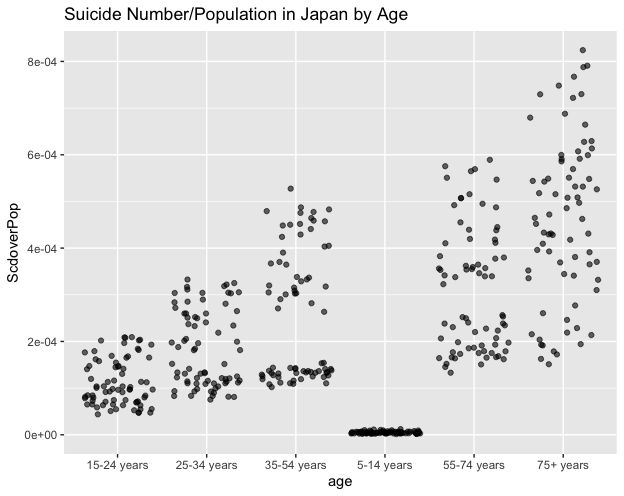 Suicide Number/Population in Japan by Age
8e-04
6e-04
4e-04
2e-04
0e+00
ScdoverPop
15-24 years
25-34 years
35-54 years
5-14 years
55-74 years
75+ years
age